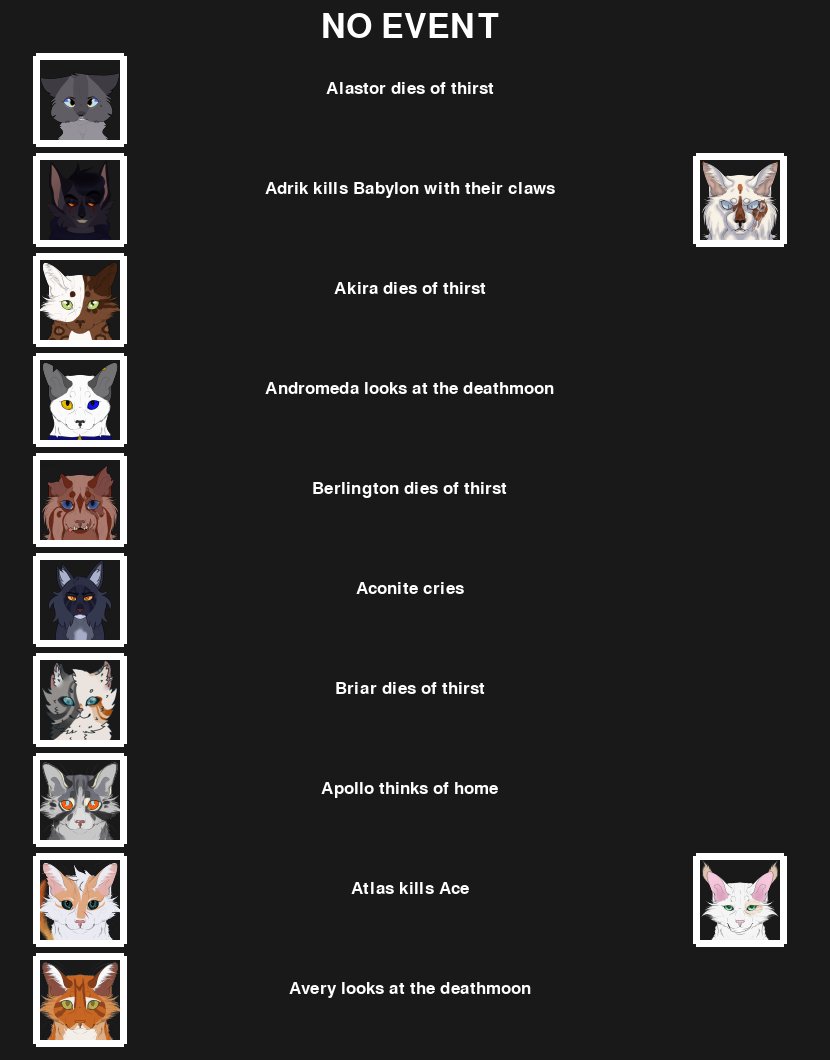 NO EVENT
Alastor dies of thirst
Adrik kills Babylon with their claws
Akira dies of thirst
Andromeda looks at the deathmoon
Berlington dies of thirst
Aconite cries
Briar dies of thirst
Apollo thinks of home
Atlas kills Ace
Avery looks at the deathmoon